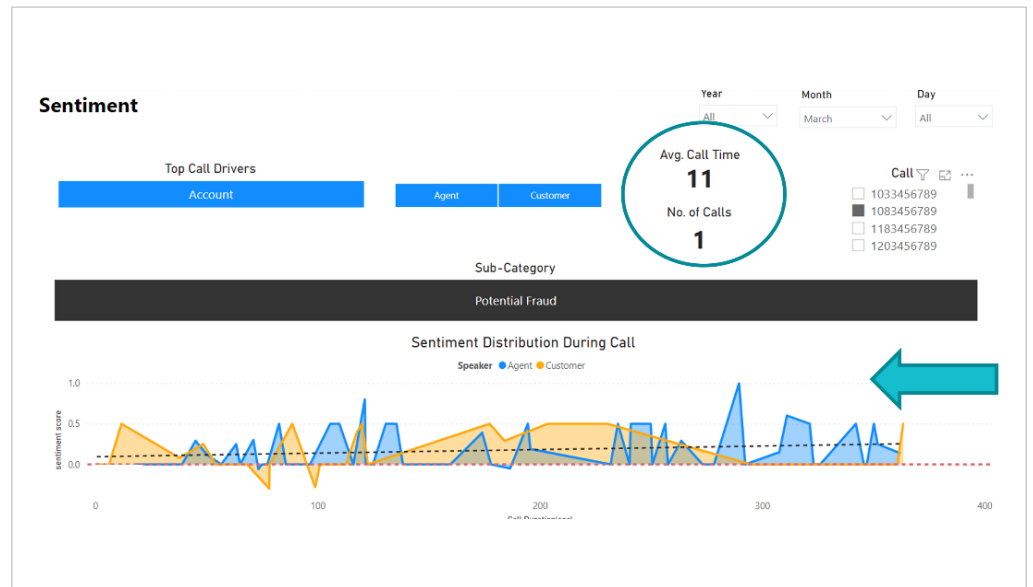 Sentiment
Year
Month
Day
All
March
All
Top Call Drivers
Account
Agent
Customer
Avg. Call Time
11
No. of Calls
1
Call
1033456789
1083456789
1183456789
1203456789
Sub-Category
Potential Fraud
Sentiment Distribution During Call
Speaker Agent Customer
1.0
0.5
0.0
sentiment score
0 100 200 300 400